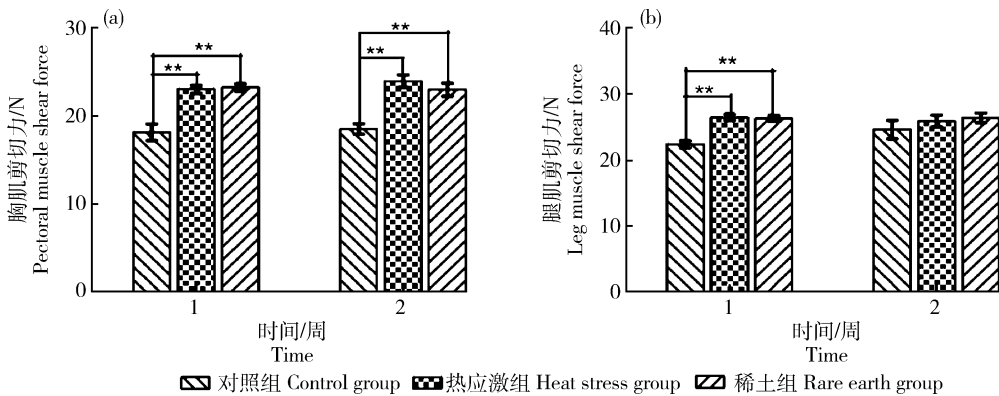 (a)
胸肌剪切力/N
Pectoral muscle shear force
30
20
10
0
**
**
**
**
1
2
时间/周
Time
(b)
腿肌剪切力/N
Leg muscle shear force
40
30
20
10
0
**
**
1
2
时间/周
Time
对照组 Control group 热应激组 Heat stress group 稀土组 Rare earth group